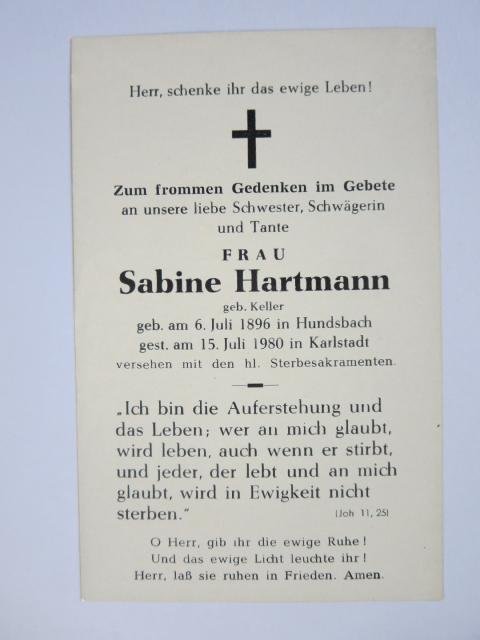 Herr, schenke ihr das ewige Leben!
Zum frommen Gedenken im Gebete
an unsere liebe Schwester, Schwägerin
und Tante
FRAU
Sabine Hartmann
geb. Keller
geb. am 6. Juli 1896 in Hundsbach
gest. am 15. Juli 1980 in Karlstadt
versehen mit den hl. Sterbesakramenten.
„Ich bin die Auferstehung und
das Leben; wer an mich glaubt,
wird leben, auch wenn er stirbt,
und jeder, der lebt und an mich
glaubt, wird in Ewigkeit nicht
sterben.“ (Joh 11, 25)
O Herr, gib ihr die ewige Ruhe!
Und das ewige Licht leuchte ihr!
Herr, laß sie ruhen in Frieden. Amen.